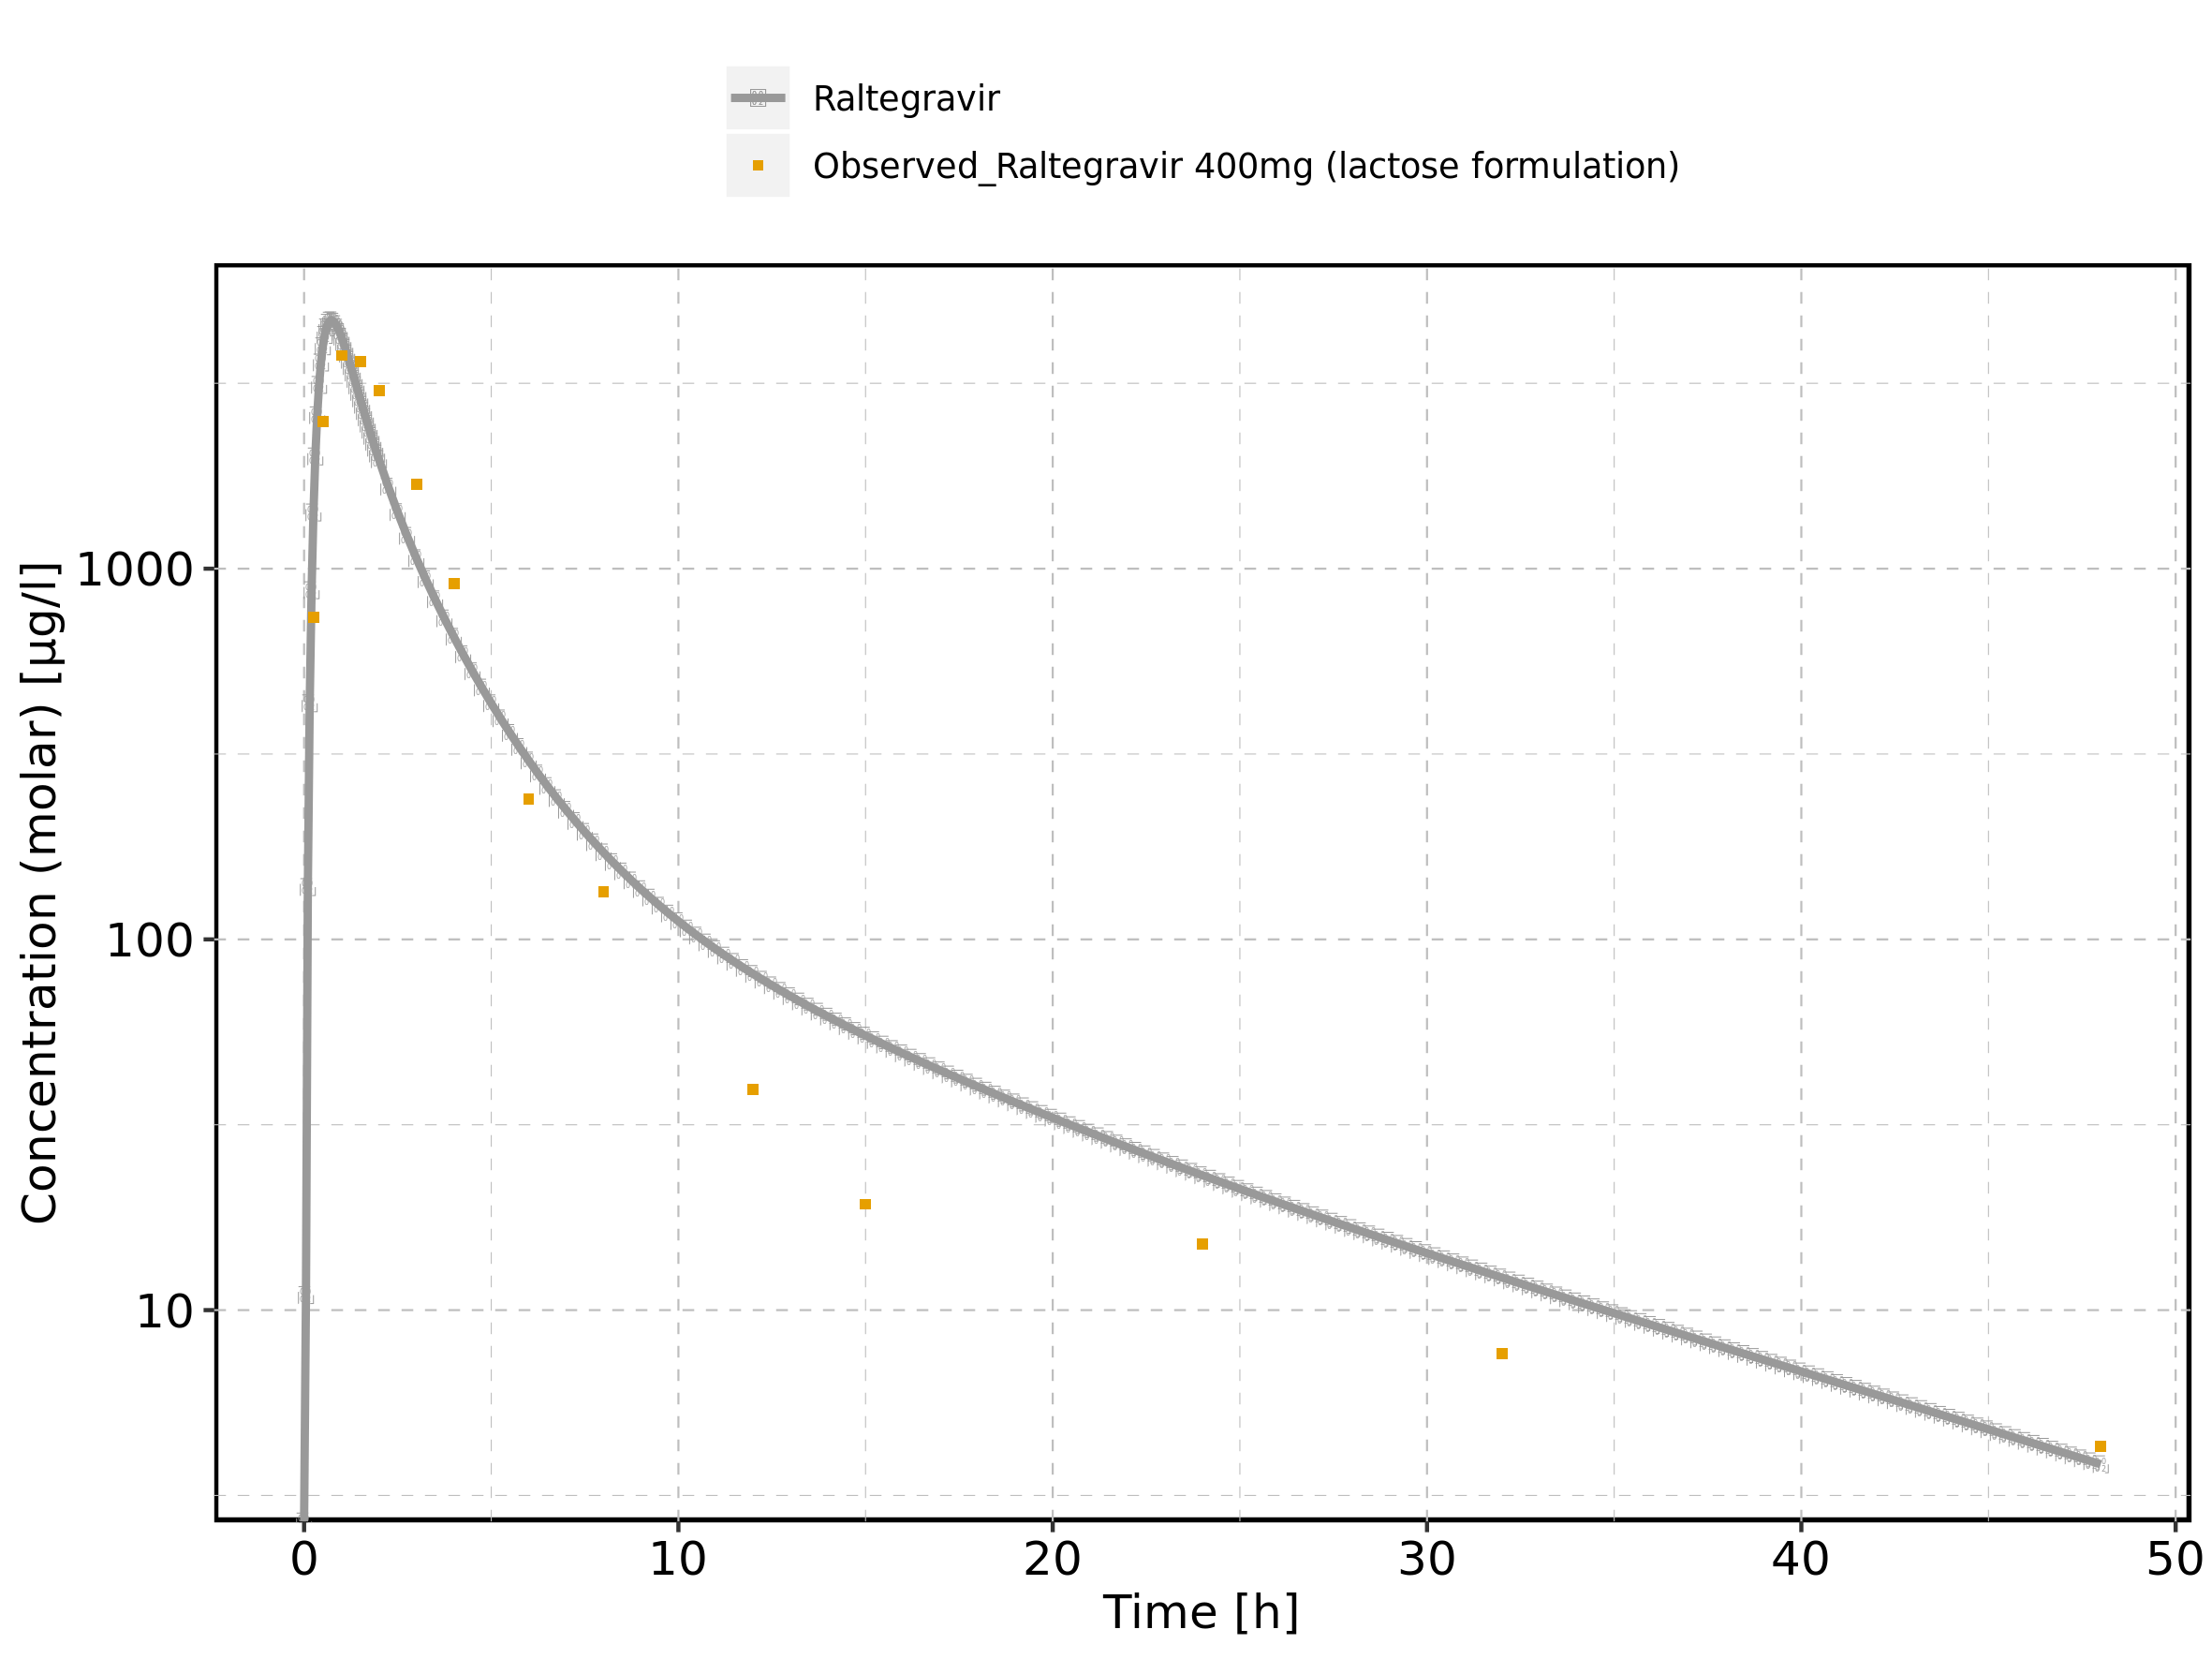 Raltegravir
Observed_Raltegravir 400mg (lactose formulation)
Concentration (molar) [µg/l]
1000
100
10
0 10 20 30 40 50
Time [h]